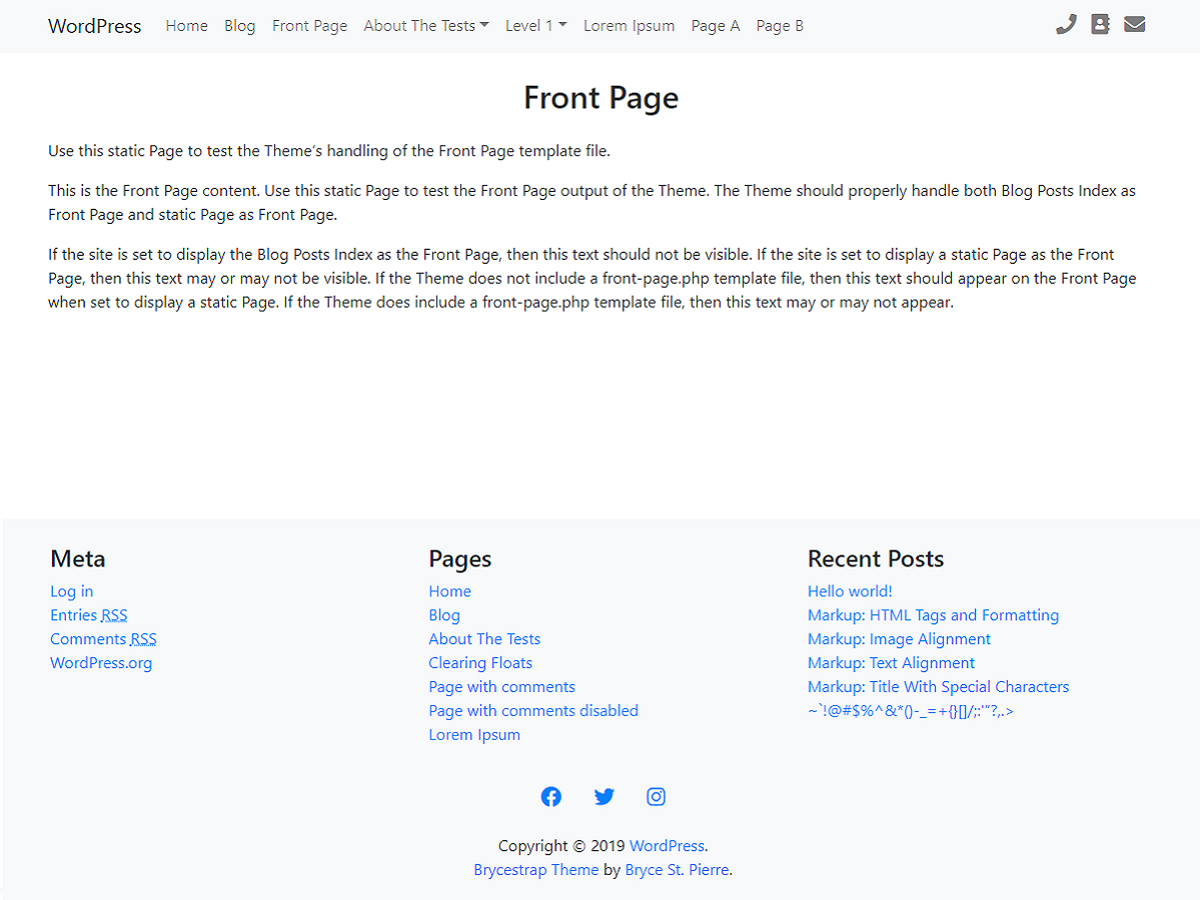 WordPress Home Blog Front Page About The Tests Level 1 Lorem Ipsum Page A Page B
Front Page
Use this static Page to test the Theme’s handling of the Front Page template file.
This is the Front Page content. Use this static Page to test the Front Page output of the Theme. The Theme should properly handle both Blog Posts Index as
Front Page and static Page as Front Page.
If the site is set to display the Blog Posts Index as the Front Page, then this text should not be visible. If the site is set to display a static Page as the Front
Page, then this text may or may not be visible. If the Theme does not include a front-page.php template file, then this text should appear on the Front Page
when set to display a static Page. If the Theme does include a front-page.php template file, then this text may or may not appear.
Meta
Log in
Entries RSS
Comments RSS
WordPress.org
Pages
Home
Blog
About The Tests
Clearing Floats
Page with comments
Page with comments disabled
Lorem Ipsum
Recent Posts
Hello world!
Markup: HTML Tags and Formatting
Markup: Image Alignment
Markup: Text Alignment
Markup: Title With Special Characters
~`!@#$%^&*()-_=+{}[]/;:'"?,.>
Copyright © 2019 WordPress.
Brycestrap Theme by Bryce St. Pierre.